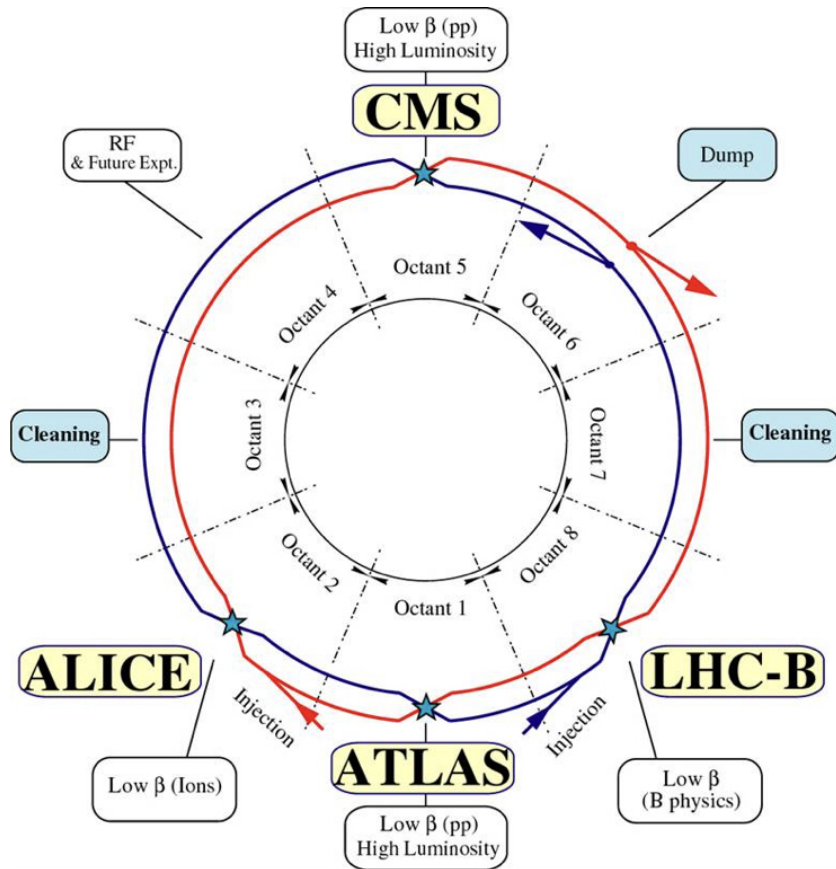 Low β (pp)
High Luminosity
CMS
RF
& Future Expt.
Dump
Octant 5
Octant 4
Octant 6
Cleaning
Octant 3
Octant 7
Cleaning
Octant 2
Octant 8
Octant 1
ALICE
LHC-B
Injection
Injection
ATLAS
Low β (Ions)
Low β
(B physics)
Low β (pp)
High Luminosity